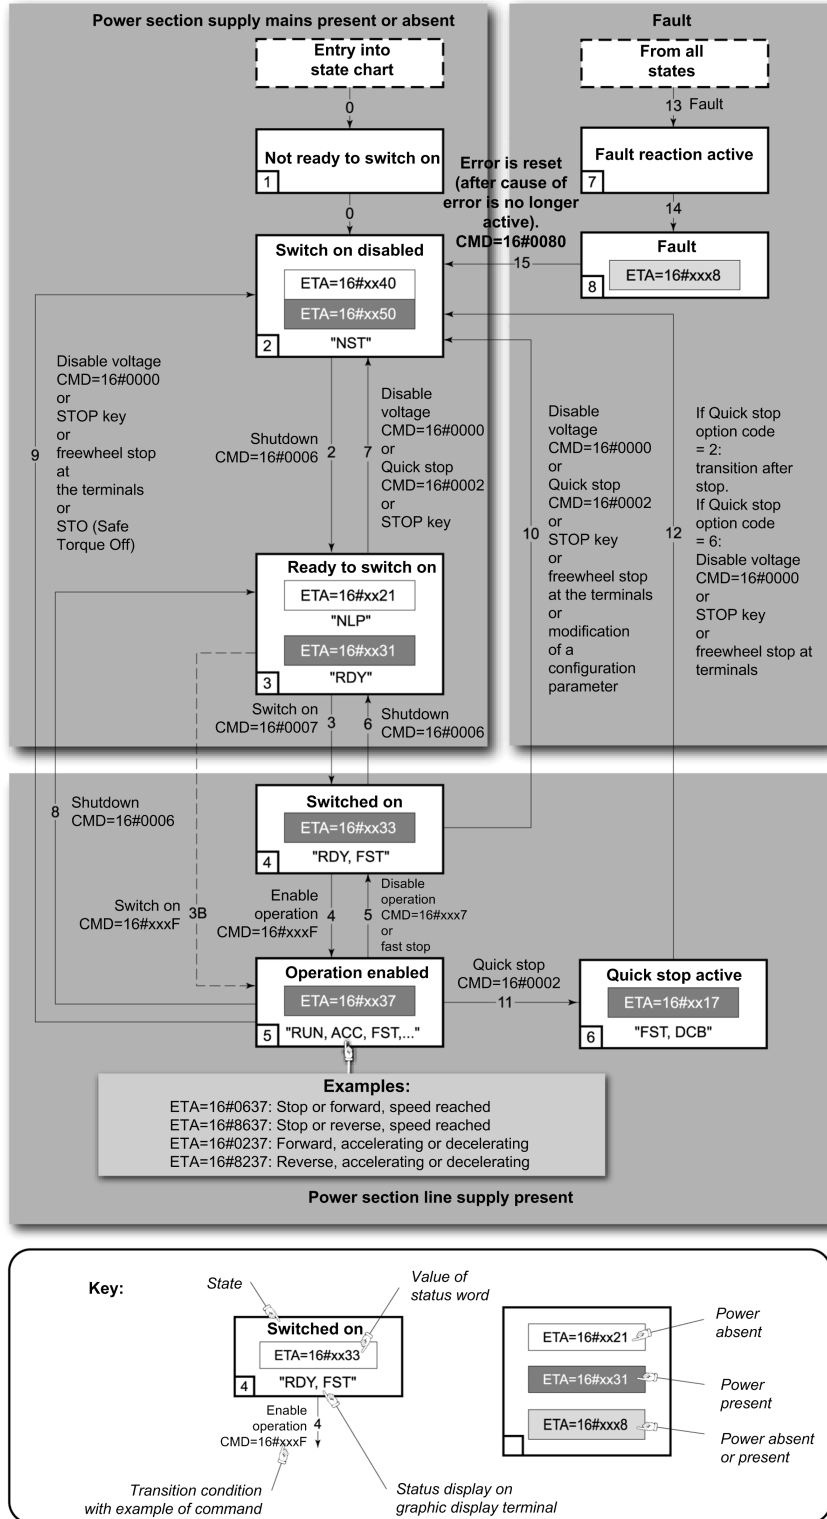 Power section supply mains present or absent
Entry into
state chart
0
Not ready to switch on
1
0
Switch on disabled
ETA=16#xx40
ETA=16#xx50
2
"NST"
Fault
From all
states
13 Fault
Fault reaction active
7
14
Fault
ETA=16#xxx8
8
Error is reset
(after cause of
error is no longer
active).
CMD=16#0080
15
9
Disable voltage
CMD=16#0000
or
STOP key
or
freewheel stop
at
the terminals
or
STO (Safe
Torque Off)
Shutdown
CMD=16#0006
2
7
Disable
voltage
CMD=16#0000
or
Quick stop
CMD=16#0002
or
STOP key
10
Disable
voltage
CMD=16#0000
or
Quick stop
CMD=16#0002
or
STOP key
or
freewheel stop
at the terminals
or
modification
of a
configuration
parameter
12
If Quick stop
option code
= 2:
transition after
stop.
If Quick stop
option code
= 6:
Disable voltage
CMD=16#0000
or
STOP key
or
freewheel stop at
terminals
Ready to switch on
ETA=16#xx21
"NLP"
ETA=16#xx31
3
"RDY"
Switch on
CMD=16#0007
3
6
Shutdown
CMD=16#0006
8
Shutdown
CMD=16#0006
Switched on
ETA=16#xx33
4
"RDY, FST"
Switch on
CMD=16#xxxF
3B
Enable
operation
CMD=16#xxxF
4
5
Disable
operation
CMD=16#xxx7
or
fast stop
Operation enabled
ETA=16#xx37
5
"RUN, ACC, FST,..."
Quick stop
CMD=16#0002
11
Quick stop active
ETA=16#xx17
6
"FST, DCB"
Examples:
ETA=16#0637: Stop or forward, speed reached
ETA=16#8637: Stop or reverse, speed reached
ETA=16#0237: Forward, accelerating or decelerating
ETA=16#8237: Reverse, accelerating or decelerating
Power section line supply present
Key:
State
Value of
status word
Switched on
ETA=16#xx33
4
"RDY, FST"
Enable
operation
CMD=16#xxxF
4
Transition condition
with example of command
Status display on
graphic display terminal
ETA=16#xx21
Power
absent
ETA=16#xx31
Power
present
ETA=16#xxx8
Power absent
or present